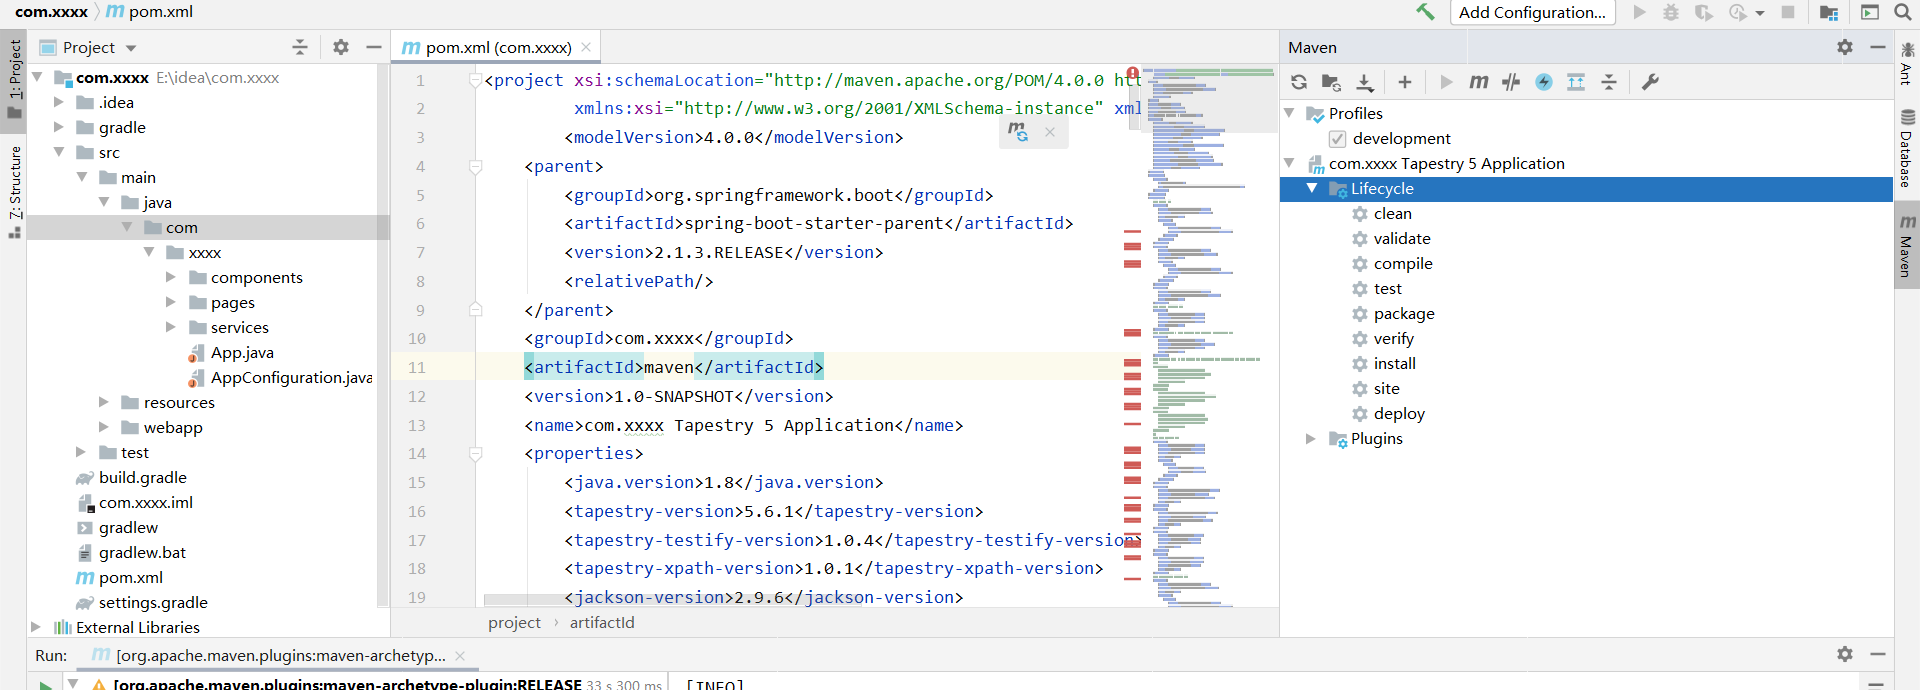 com.xxxx pom.xml
Add Configuration...
1: Project
7: Structure
Project
com.xxxx E:\idea\com.xxxx
.idea
gradle
src
main
java
com
xxxx
components
pages
services
App.java
AppConfiguration.java
resources
webapp
test
build.gradle
com.xxxx.iml
gradlew
gradlew.bat
pom.xml
settings.gradle
External Libraries
pom.xml (com.xxxx)
1 <project xsi:schemaLocation="http://maven.apache.org/POM/4.0.0 htt
2 xmlns:xsi="http://www.w3.org/2001/XMLSchema-instance" xml
3 <modelVersion>4.0.0</modelVersion>
4 <parent>
5 <groupId>org.springframework.boot</groupId>
6 <artifactId>spring-boot-starter-parent</artifactId>
7 <version>2.1.3.RELEASE</version>
8 <relativePath/>
9 </parent>
10 <groupId>com.xxxx</groupId>
11 <artifactId>maven</artifactId>
12 <version>1.0-SNAPSHOT</version>
13 <name>com.xxxx Tapestry 5 Application</name>
14 <properties>
15 <java.version>1.8</java.version>
16 <tapestry-version>5.6.1</tapestry-version>
17 <tapestry-testify-version>1.0.4</tapestry-testify-version>
18 <tapestry-xpath-version>1.0.1</tapestry-xpath-version>
19 <jackson-version>2.9.6</jackson-version>
project › artifactId
Maven
Profiles
development
com.xxxx Tapestry 5 Application
Lifecycle
clean
validate
compile
test
package
verify
install
site
deploy
Plugins
Ant
Database
Maven
Run: [org.apache.maven.plugins:maven-archetyp...
[org.apache.maven.plugins:maven-archetype-plugin:RELEASE 33 s 300 ms
[INFO]